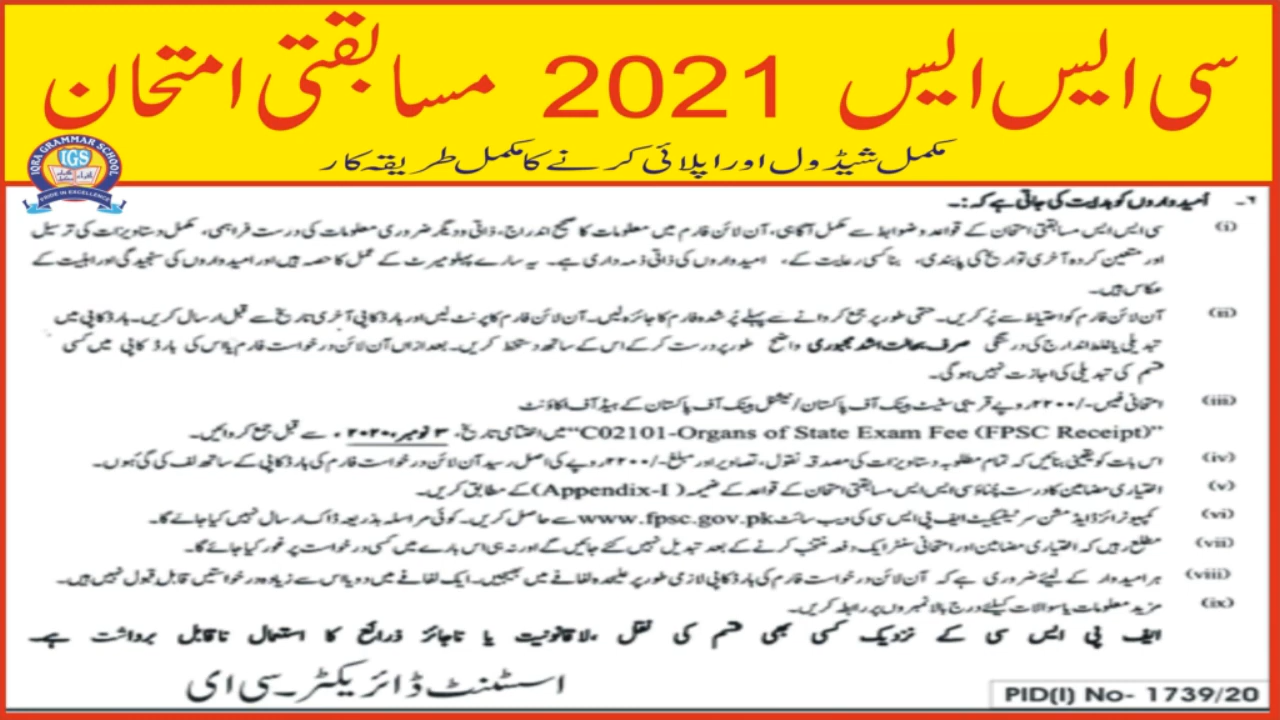 سی ایس ایس 2021 مسابقتی امتحان
مکمل شیڈول اور اپلائی کرنے کا مکمل طریقہ کار
IQRA GRAMMAR SCHOOL
IGS
۲۔ امیدواروں کو ہدایت کی جاتی ہے کہ:۔
(i) سی ایس ایس مسابقتی امتحان کے قواعد و ضوابط سے مکمل آگاہی، آن لائن فارم میں معلومات کا صحیح اندراج، ذاتی و دیگر ضروری معلومات کی درست فراہمی، مکمل دستاویزات کی ترسیل
اور متعین کردہ آخری تواریخ کی پابندی، بنا کسی رعایت کے، امیدواروں کی ذاتی ذمہ داری ہے۔ یہ سارے پہلو میرٹ کے عمل کا حصہ ہیں اور امیدواروں کی سنجیدگی اور اہلیت کے
عکاس ہیں۔
(ii) آن لائن فارم کو احتیاط سے پُر کریں۔ حتمی طور پر جمع کروانے سے پہلے پُر شدہ فارم کا جائزہ لیں۔ آن لائن فارم کا پرنٹ لیں اور ہارڈ کاپی آخری تاریخ سے قبل ارسال کریں۔ ہارڈ کاپی میں
تبدیلی یا غلط اندارج کی درستگی صرف بحالت اشد مجبوری واضح طور پر درست کر کے اس کے ساتھ دستخط کریں۔ بعد ازاں آن لائن درخواست فارم یا اس کی ہارڈ کاپی میں کسی
قسم کی تبدیلی کی اجازت نہیں ہوگی۔
(iii) امتحانی فیس -/۲۲۰۰ روپے قریبی سٹیٹ بینک آف پاکستان/نیشنل بینک آف پاکستان کے ہیڈ آف اکاؤنٹ
"C02101-Organs of State Exam Fee (FPSC Receipt)" میں اختتامی تاریخ، ۳ نومبر، ۲۰۲۰، سے قبل جمع کروائیں۔
(iv) اس بات کو یقینی بنائیں کہ تمام مطلوبہ دستاویزات کی مصدقہ نقول، تصاویر اور مبلغ -/۲۲۰۰ روپے کی اصل رسید آن لائن درخواست فارم کی ہارڈ کاپی کے ساتھ لف کی گئی ہوں۔
(v) اختیاری مضامین کا درست چُناؤ سی ایس ایس مسابقتی امتحان کے قواعد کے ضمیمہ (Appendix-I) کے مطابق کریں۔
(vi) کمپیوٹرائزڈ ایڈمشن سرٹیفکیٹ ایف پی ایس سی کی ویب سائٹ www.fpsc.gov.pk سے حاصل کریں۔ کوئی مراسلہ بذریعہ ڈاک ارسال نہیں کیا جائے گا۔
(vii) مطلع رہیں کہ اختیاری مضامین اور امتحانی سنٹر ایک دفعہ منتخب کرنے کے بعد تبدیل نہیں کئے جائیں گے اور نہ ہی اس بارے میں کسی درخواست پر غور کیا جائے گا۔
(viii) ہر امیدوار کے لیئے ضروری ہے کہ آن لائن درخواست فارم کی ہارڈ کاپی لازمی طور پر علیحدہ لفافے میں بھیجیں۔ ایک لفافے میں دو یا اس سے زیادہ درخواستیں قابل قبول نہیں ہیں۔
(ix) مزید معلومات یا سوالات کیلئے درج بالا نمبروں پر رابطہ کریں۔
ایف پی ایس سی کے نزدیک کسی بھی قسم کی نقل، لاقانونیت یا ناجائز ذرائع کا استعمال ناقابل برداشت ہے۔
اسسٹنٹ ڈائریکٹر۔سی ای
PID(I) No- 1739/20